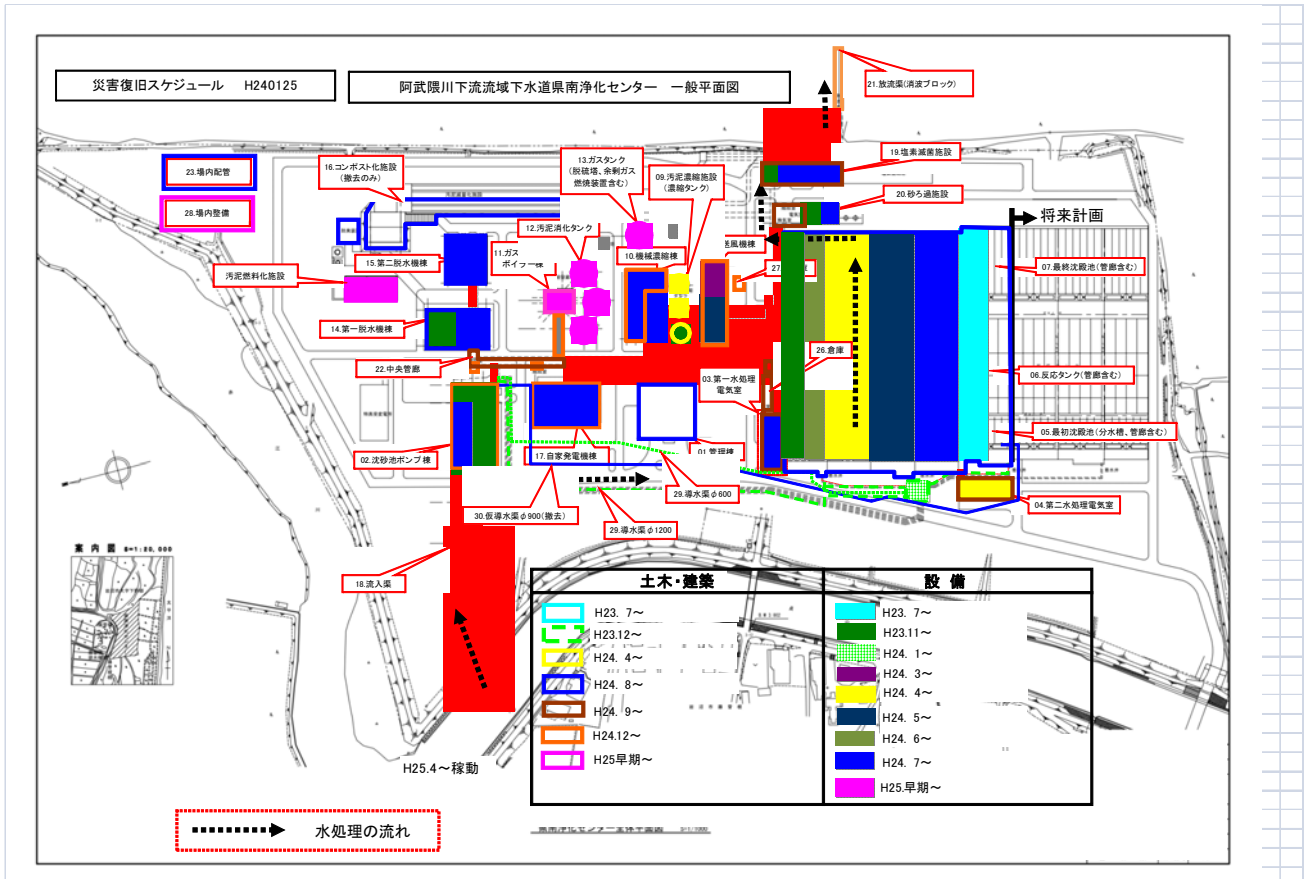 災害復旧スケジュール H240125
阿武隈川下流流域下水道県南浄化センター 一般平面図
21.放流渠(消波ブロック)
23.場内配管
28.場内整備
16.コンポスト化施設
(撤去のみ)
13.ガスタンク
(脱硫塔、余剰ガス
燃焼装置含む)
09.汚泥濃縮施設
(濃縮タンク)
19.塩素滅菌施設
20.砂ろ過施設
将来計画
12.汚泥消化タンク
11.ガス
ボイラー棟
10.機械濃縮棟
送風機棟
15.第二脱水機棟
汚泥燃料化施設
27.
07.最終沈殿池(管廊含む)
14.第一脱水機棟
22.中央管廊
26.倉庫
03.第一水処理
電気室
06.反応タンク(管廊含む)
05.最初沈殿池(分水槽、管廊含む)
02.沈砂池ポンプ棟
17.自家発電機棟
01.管理棟
29.導水渠φ600
30.仮導水渠φ900(撤去)
29.導水渠φ1200
04.第二水処理電気室
18.流入渠
案内図 S=1:50,000
土木・建築
H23. 7～
H23.12～
H24. 4～
H24. 8～
H24. 9～
H24.12～
H25早期～
設 備
H23. 7～
H23.11～
H24. 1～
H24. 3～
H24. 4～
H24. 5～
H24. 6～
H24. 7～
H25.早期～
H25.4～稼動
水処理の流れ
県南浄化センター全体平面図